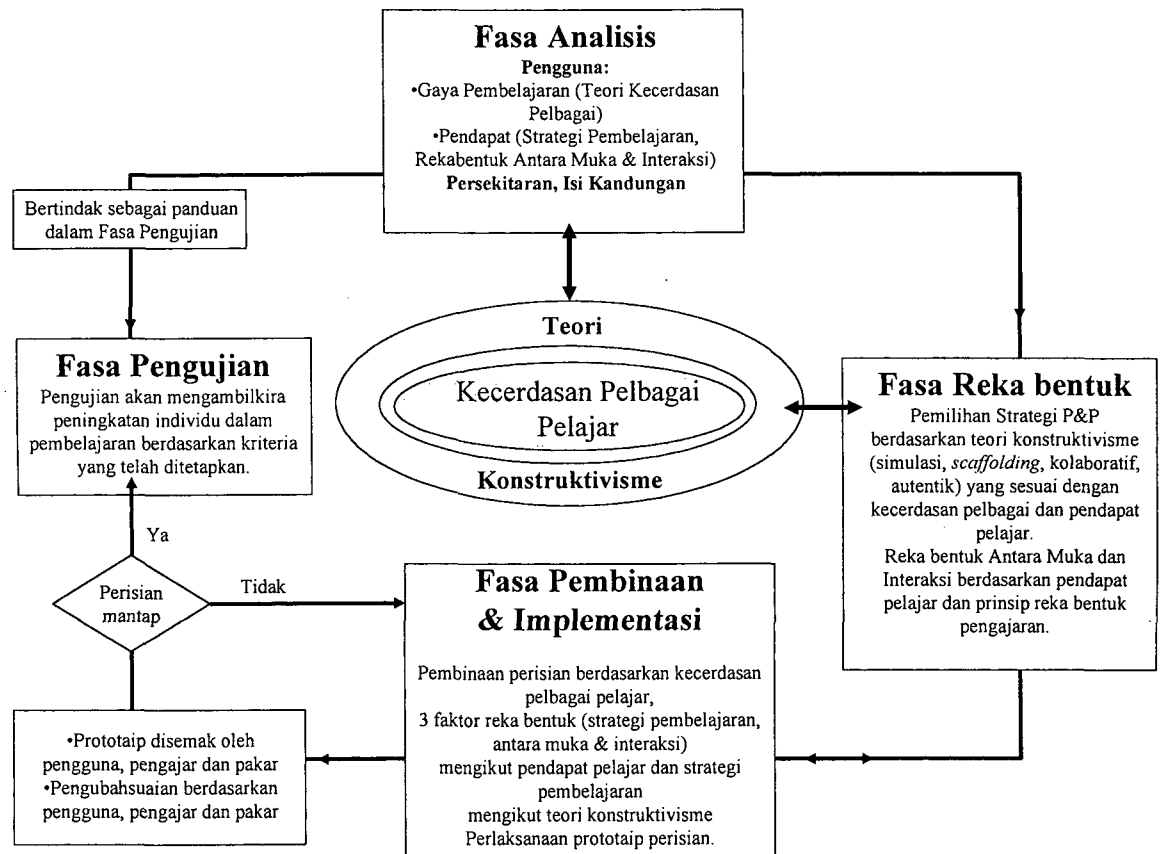 Fasa Analisis
Pengguna:
•Gaya Pembelajaran (Teori Kecerdasan
Pelbagai)
•Pendapat (Strategi Pembelajaran,
Rekabentuk Antara Muka & Interaksi)
Persekitaran, Isi Kandungan
Bertindak sebagai panduan
dalam Fasa Pengujian
Teori
Kecerdasan Pelbagai
Pelajar
Konstruktivisme
Fasa Pengujian
Pengujian akan mengambilkira
peningkatan individu dalam
pembelajaran berdasarkan kriteria
yang telah ditetapkan.
Fasa Reka bentuk
Pemilihan Strategi P&P
berdasarkan teori konstruktivisme
(simulasi, scaffolding, kolaboratif,
autentik) yang sesuai dengan
kecerdasan pelbagai dan pendapat
pelajar.
Reka bentuk Antara Muka dan
Interaksi berdasarkan pendapat
pelajar dan prinsip reka bentuk
pengajaran.
Ya
Perisian
mantap
Tidak
Fasa Pembinaan
& Implementasi
Pembinaan perisian berdasarkan kecerdasan
pelbagai pelajar,
3 faktor reka bentuk (strategi pembelajaran,
antara muka & interaksi)
mengikut pendapat pelajar dan strategi
pembelajaran
mengikut teori konstruktivisme
Perlaksanaan prototaip perisian.
•Prototaip disemak oleh
pengguna, pengajar dan pakar
•Pengubahsuaian berdasarkan
pengguna, pengajar dan pakar